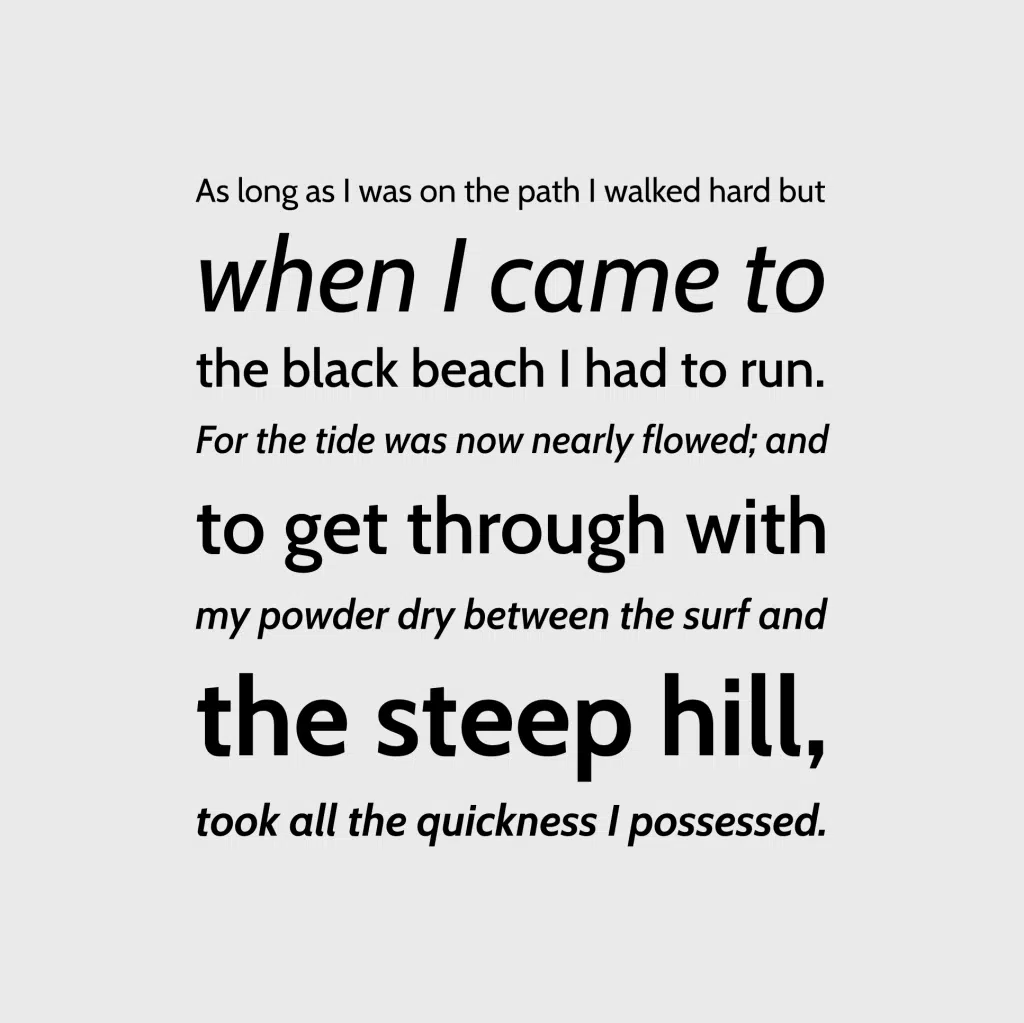 As long as I was on the path I walked hard but
when I came to
the black beach I had to run.
For the tide was now nearly flowed; and
to get through with
my powder dry between the surf and
the steep hill,
took all the quickness I possessed.